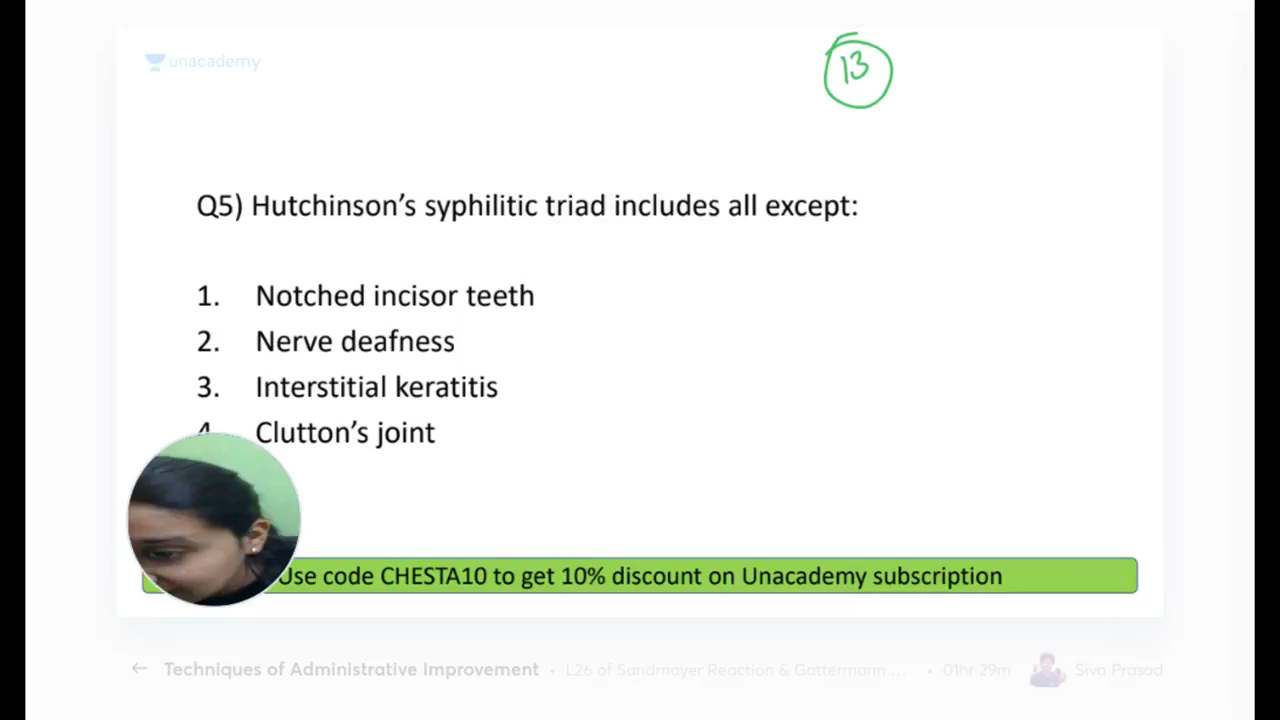 unacademy
13
Q5) Hutchinson's syphilitic triad includes all except:
1. Notched incisor teeth
2. Nerve deafness
3. Interstitial keratitis
4. Clutton's joint
Use code CHESTA10 to get 10% discount on Unacademy subscription
← Techniques of Administrative Improvement · L26 of Sandmayer Reaction & Gattermann ... · 01hr 29m Siva Prasad